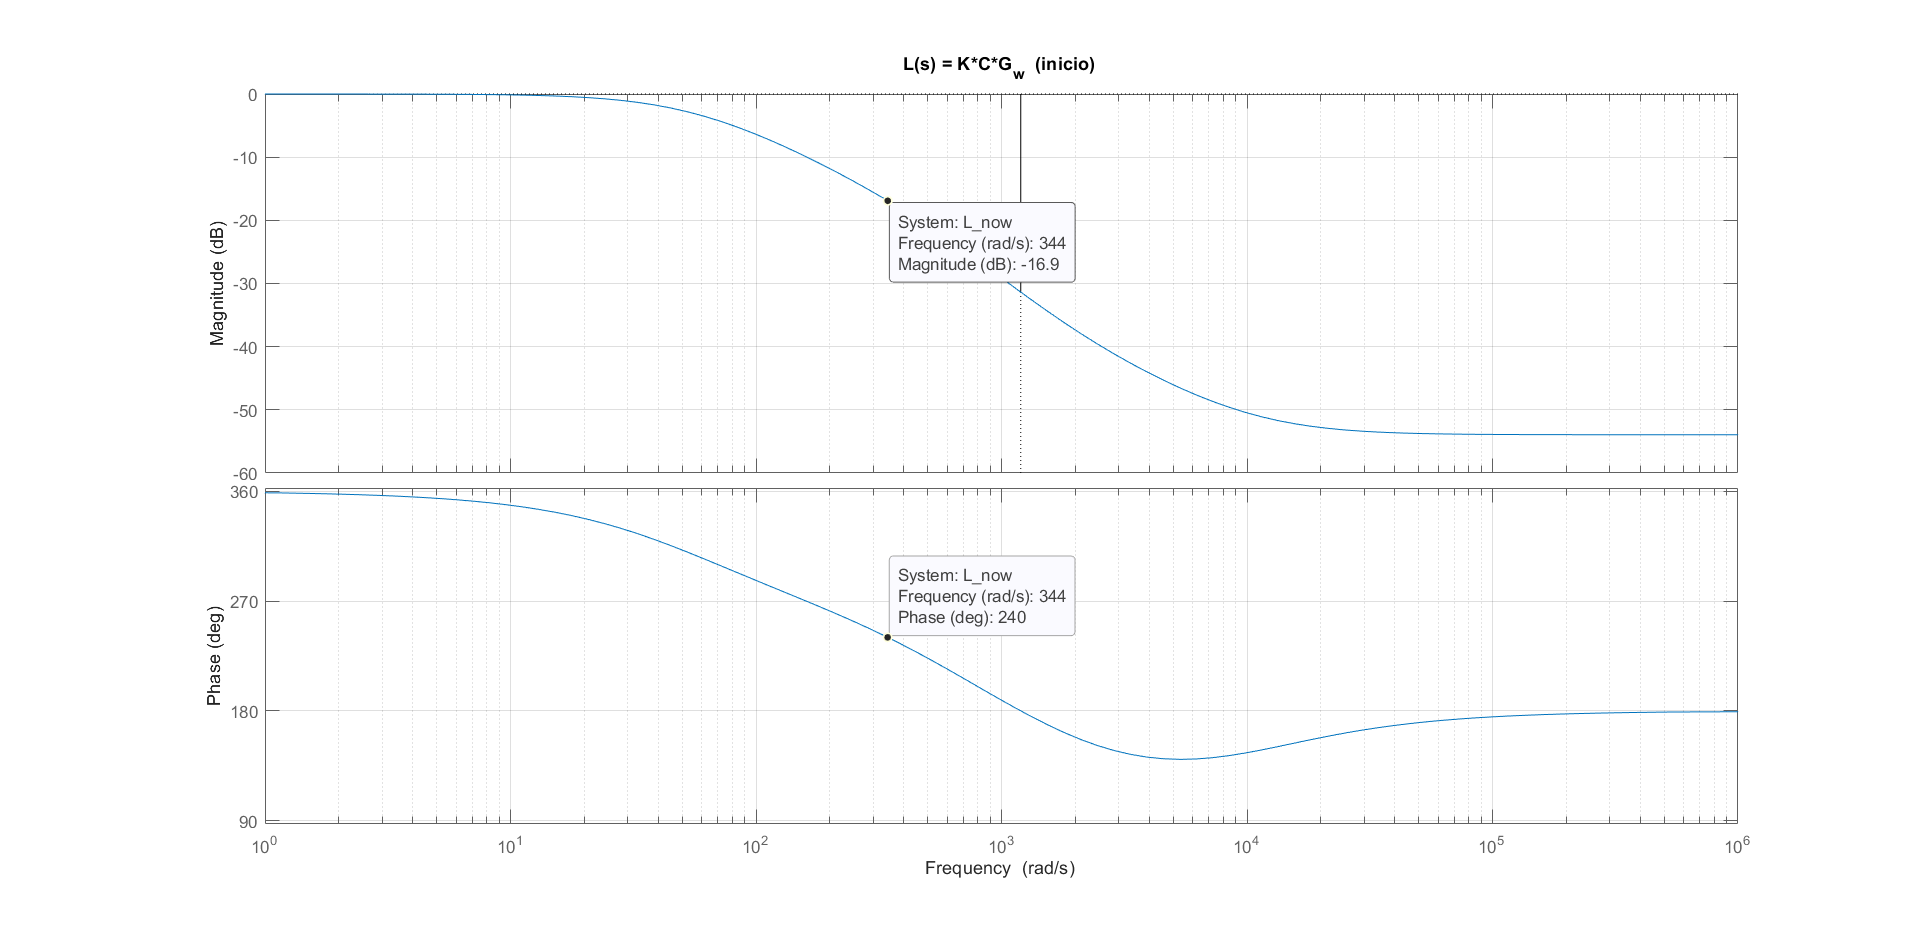 L(s) = K*C*G_w (inicio)
0
-10
-20
-30
-40
-50
-60
Magnitude (dB)
System: L_now
Frequency (rad/s): 344
Magnitude (dB): -16.9
360
270
180
90
Phase (deg)
System: L_now
Frequency (rad/s): 344
Phase (deg): 240
10^0 10^1 10^2 10^3 10^4 10^5 10^6
Frequency (rad/s)